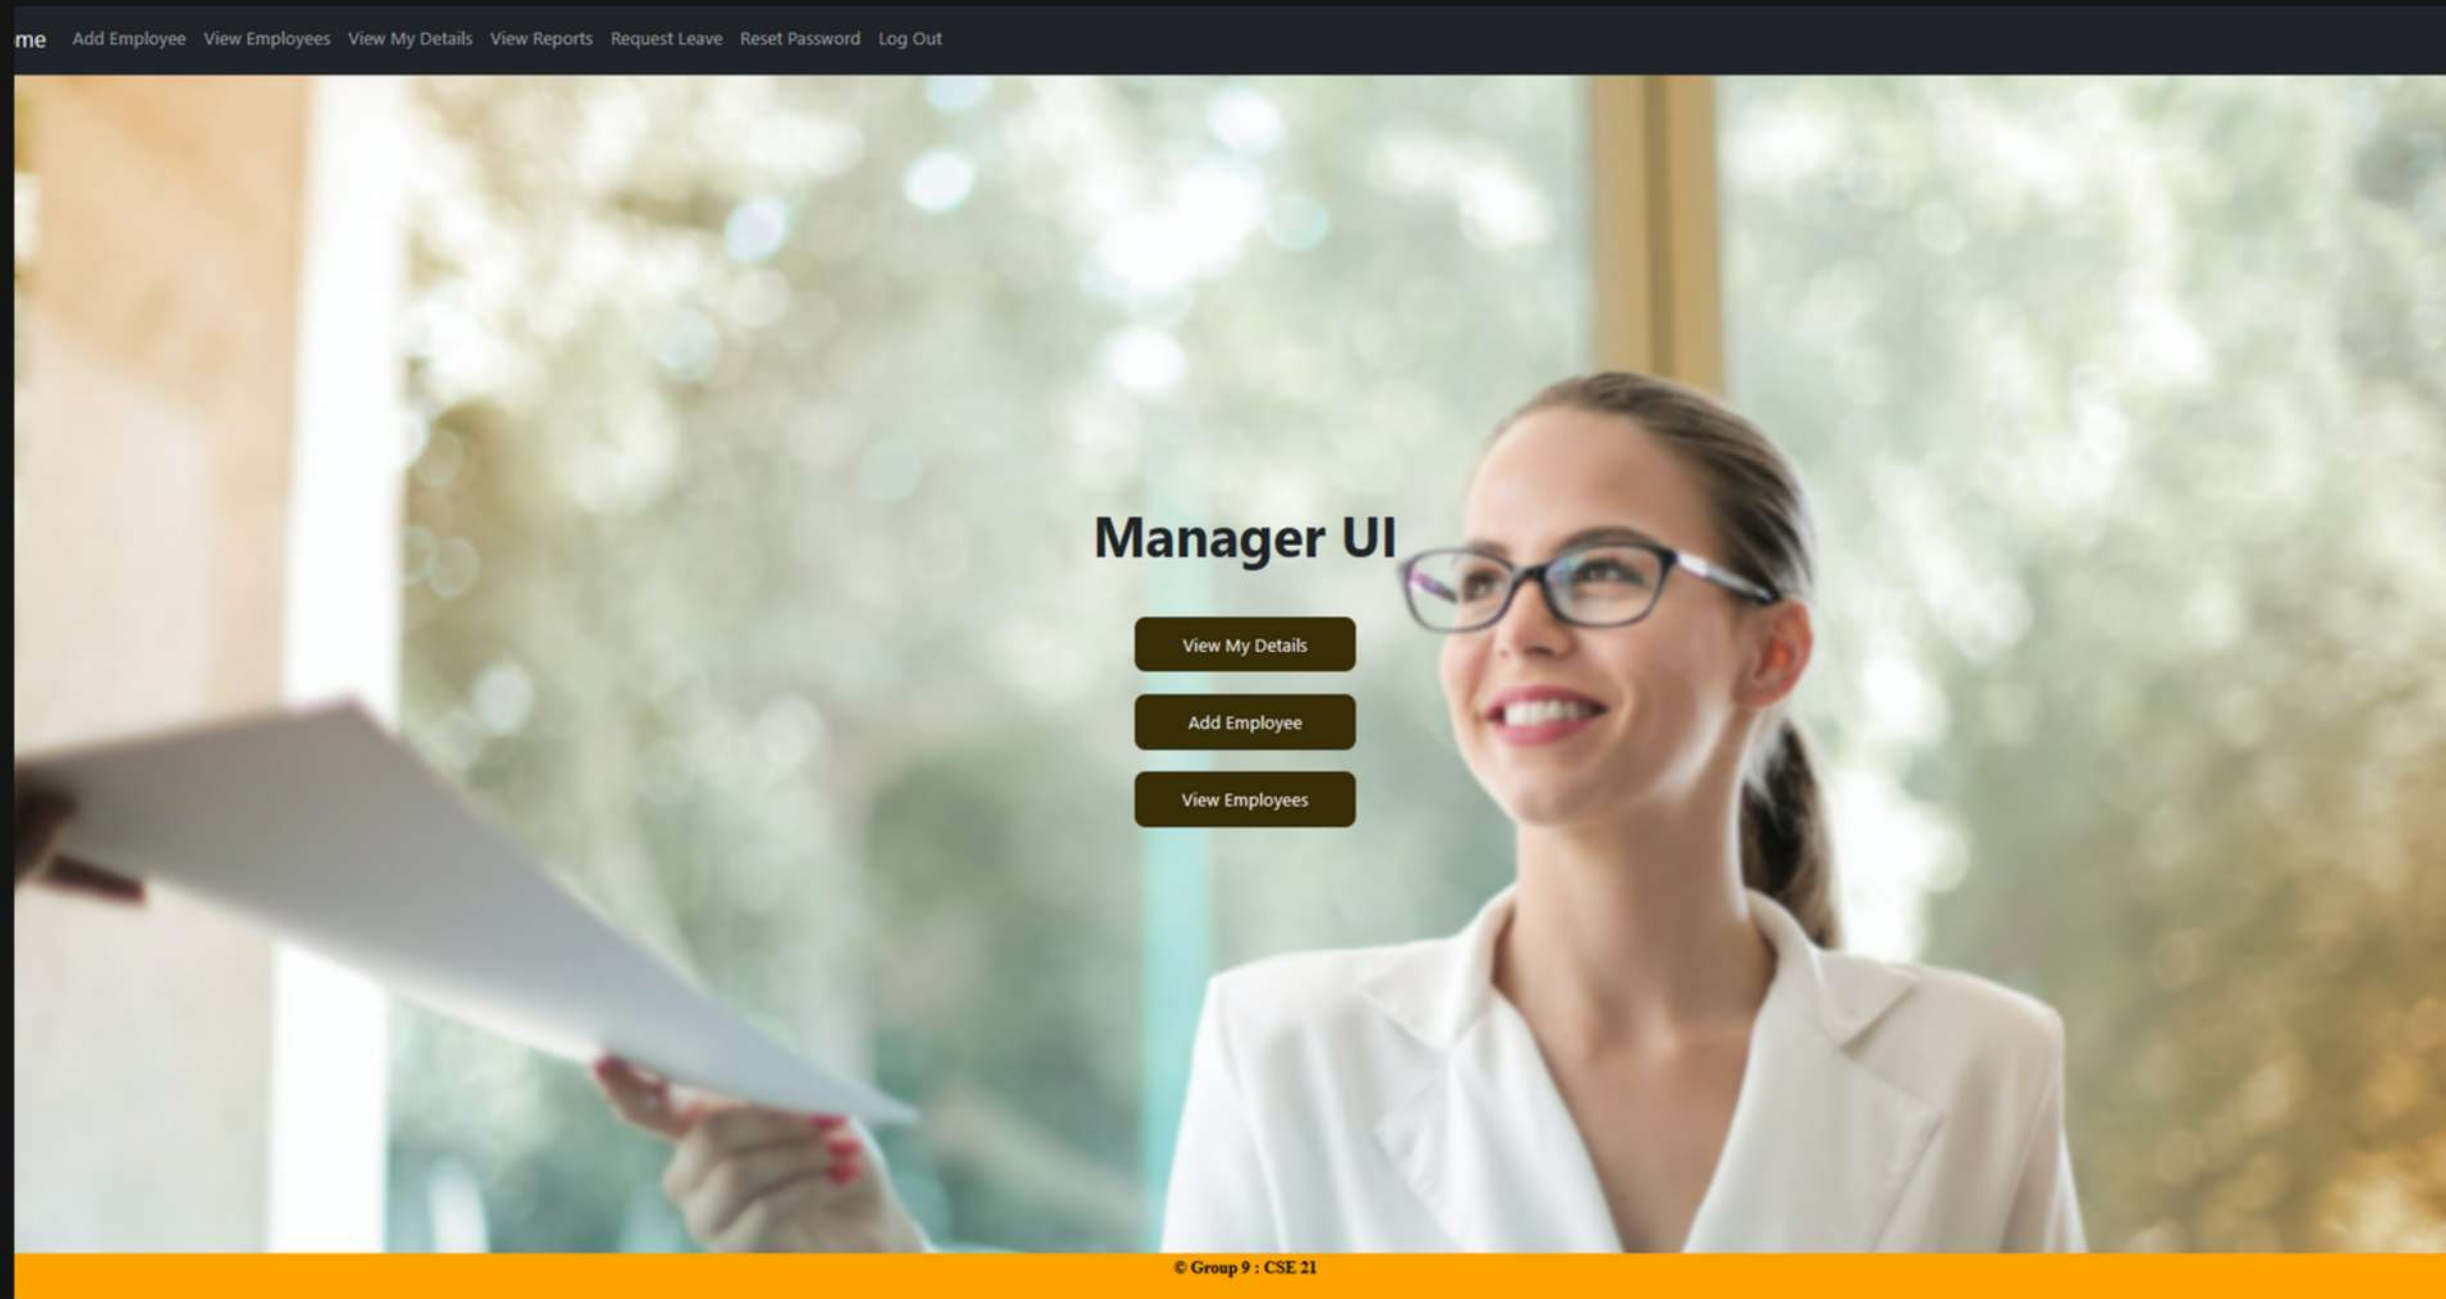 me Add Employee View Employees View My Details View Reports Request Leave Reset Password Log Out
Manager UI
View My Details
Add Employee
View Employees
© Group 9 : CSE 21